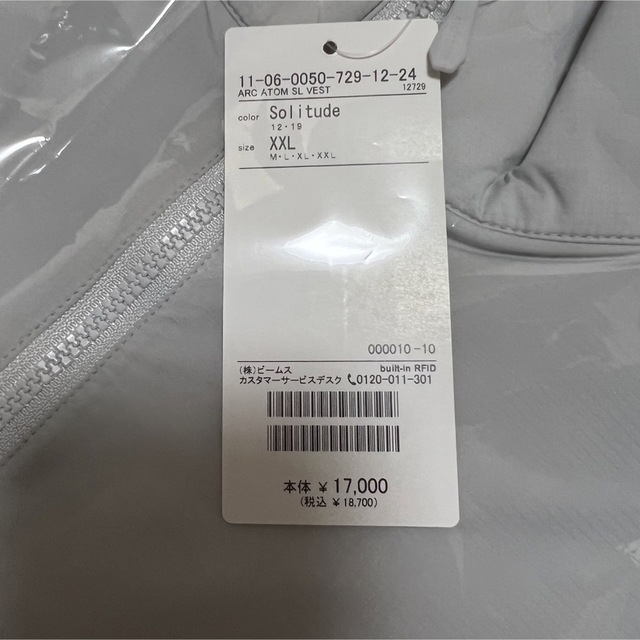 11-06-0050-729-12-24
ARC ATOM SL VEST 12729
color Solitude
12・19
size XXL
M・L・XL・XXL
000010-10
(株)ビームス built-in RFID
カスタマーサービスデスク 0120-011-301
本体 ¥ 17,000
(税込 ¥ 18,700)